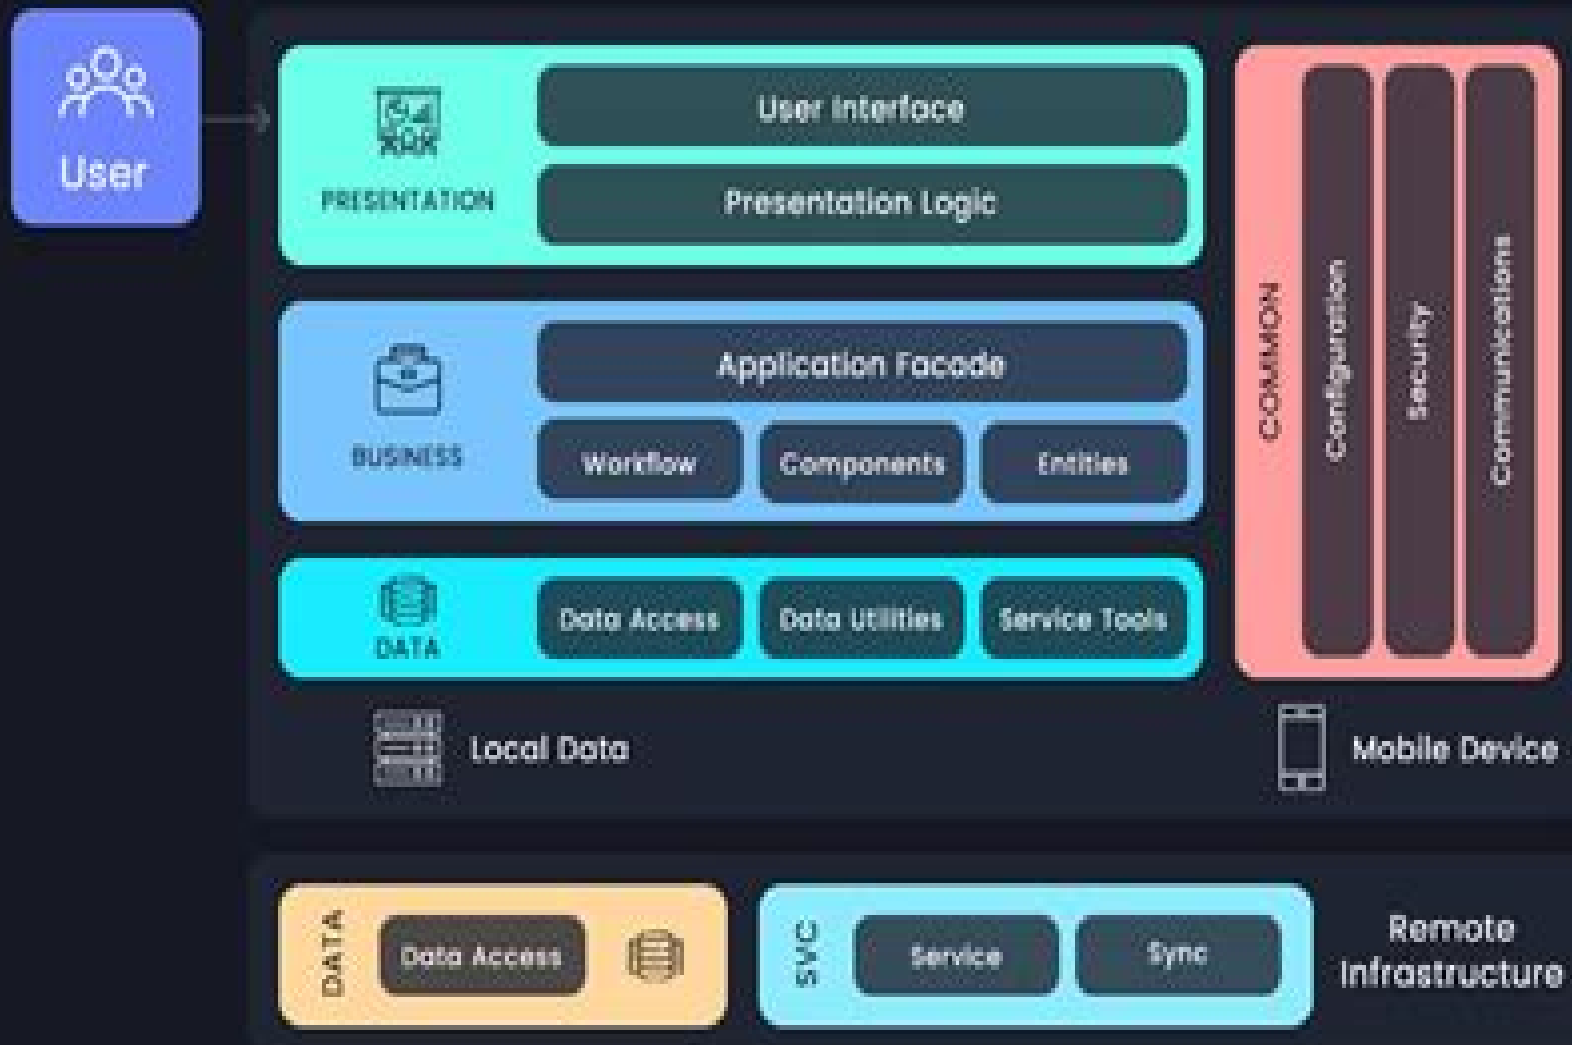 User
PRESENTATION
User Interface
Presentation Logic
BUSINESS
Application Facade
Workflow
Components
Entities
DATA
Data Access
Data Utilities
Service Tools
COMMON
Configuration
Security
Communications
Local Data
Mobile Device
DATA
Data Access
SVC
Service
Sync
Remote
Infrastructure